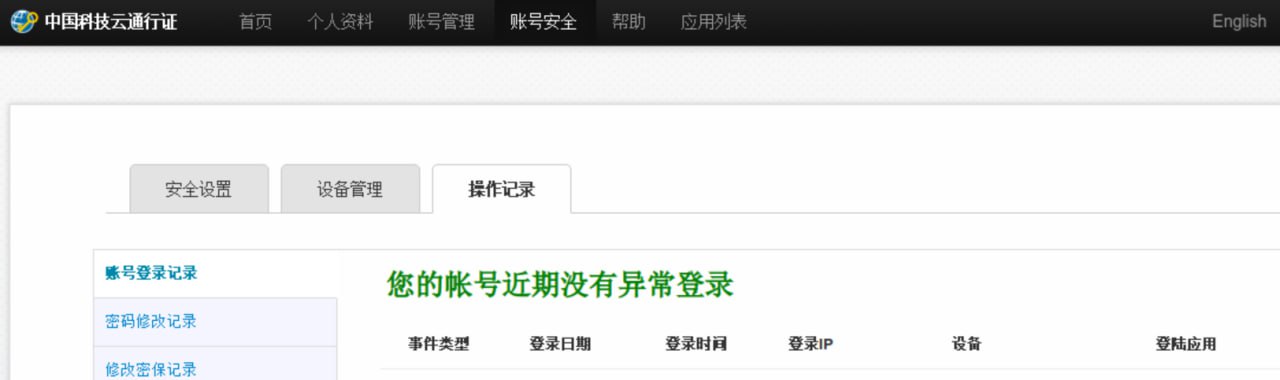 中国科技云通行证 首页 个人资料 账号管理 账号安全 帮助 应用列表 English
安全设置 设备管理 操作记录
账号登录记录
密码修改记录
修改密保记录
您的帐号近期没有异常登录
事件类型 登录日期 登录时间 登录IP 设备 登陆应用